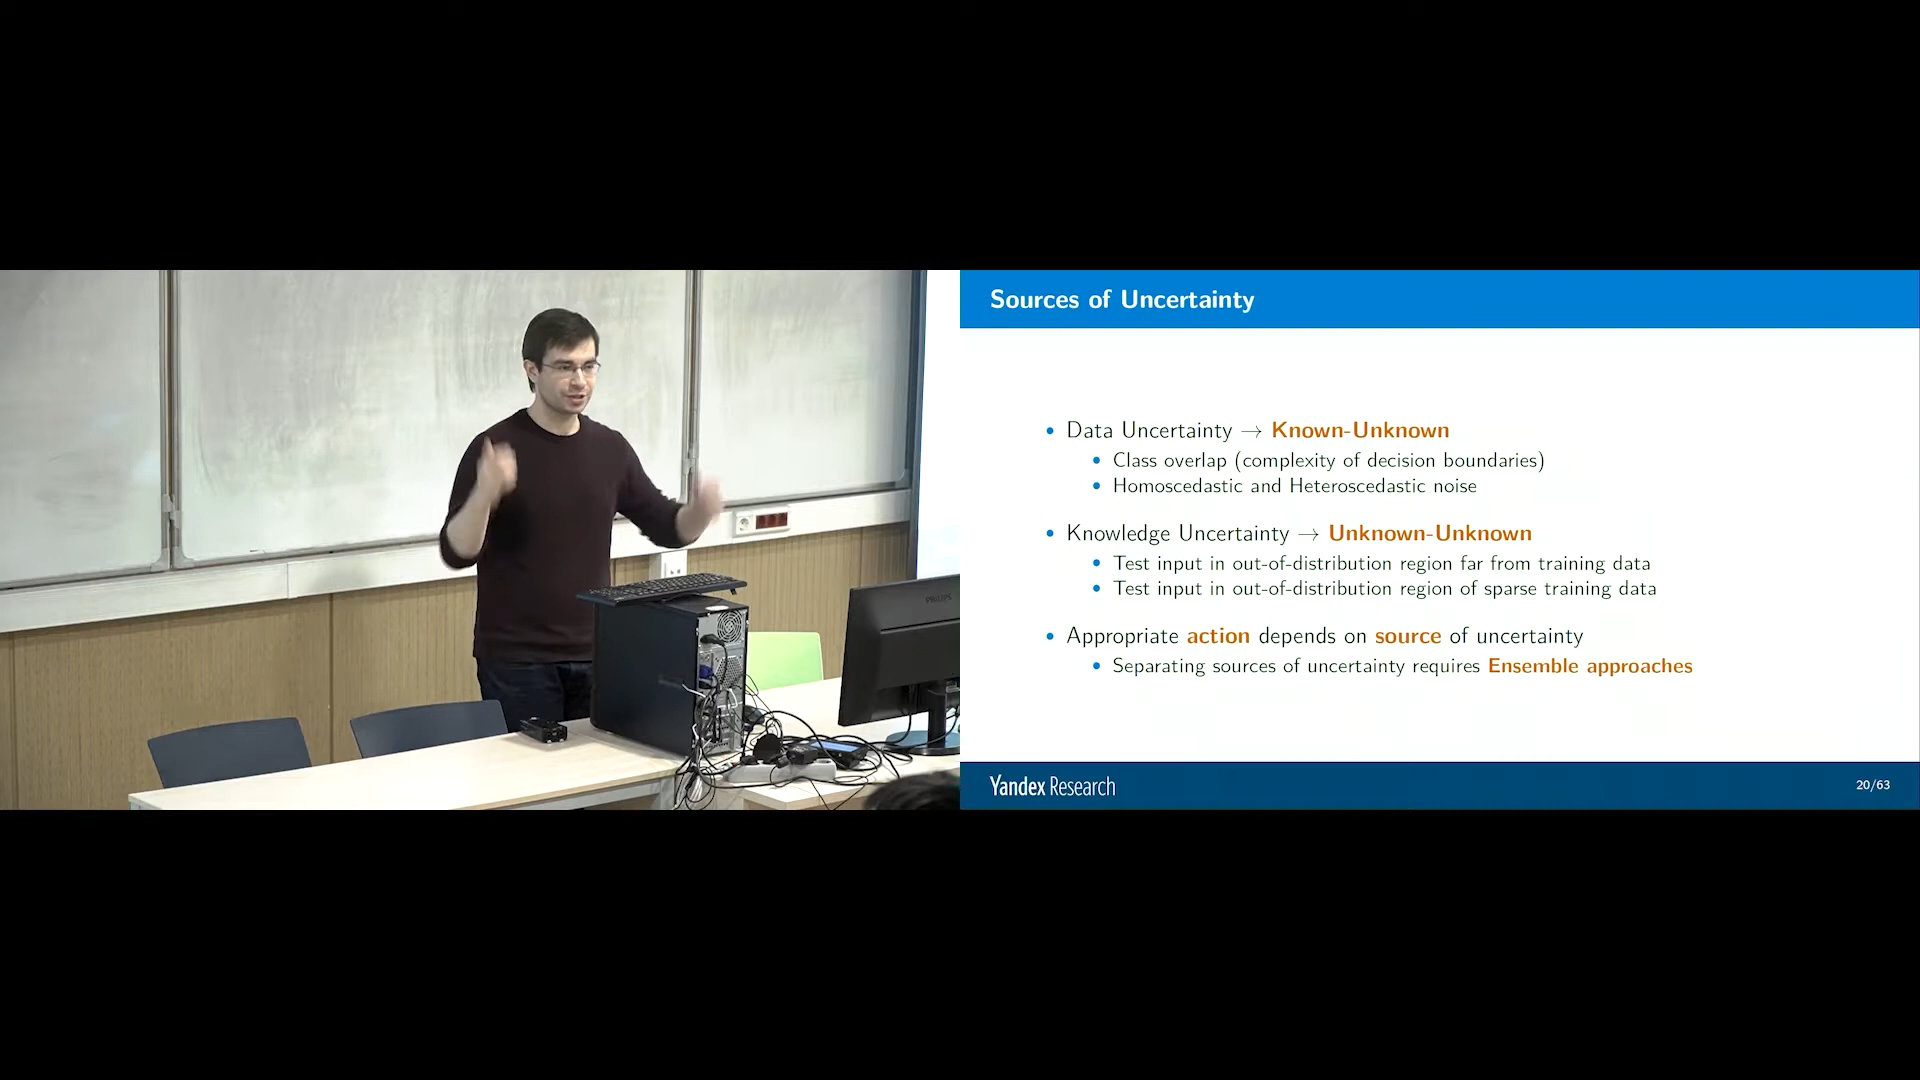 Sources of Uncertainty
• Data Uncertainty → Known-Unknown
• Class overlap (complexity of decision boundaries)
• Homoscedastic and Heteroscedastic noise
• Knowledge Uncertainty → Unknown-Unknown
• Test input in out-of-distribution region far from training data
• Test input in out-of-distribution region of sparse training data
• Appropriate action depends on source of uncertainty
• Separating sources of uncertainty requires Ensemble approaches
PHILIPS
Yandex Research
20/63